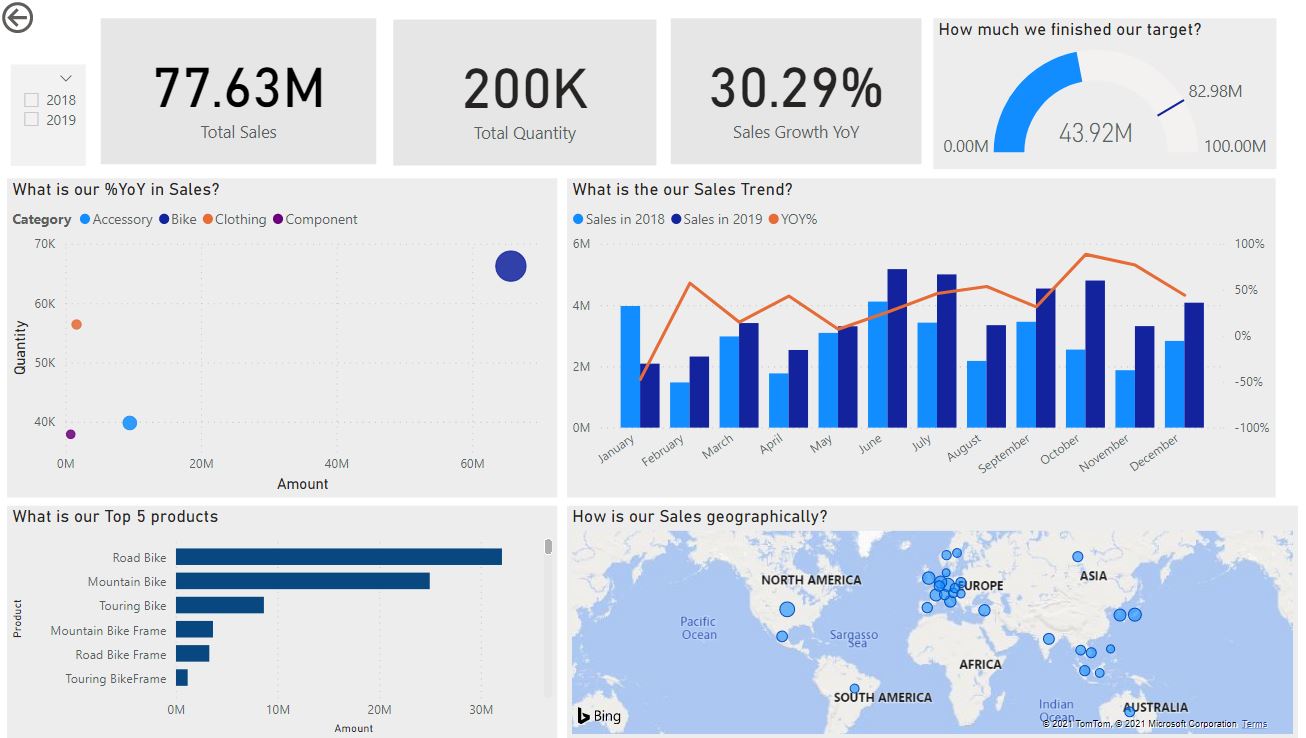 2018
2019
77.63M
Total Sales
200K
Total Quantity
30.29%
Sales Growth YoY
How much we finished our target?
82.98M
43.92M
0.00M
100.00M
What is our %YoY in Sales?
Category Accessory Bike Clothing Component
70K
60K
50K
40K
Quantity
0M 20M 40M 60M
Amount
What is the our Sales Trend?
Sales in 2018 Sales in 2019 YOY%
6M
4M
2M
0M
100%
50%
0%
-50%
-100%
January February March April May June July August September October November December
What is our Top 5 products
Product
Road Bike
Mountain Bike
Touring Bike
Mountain Bike Frame
Road Bike Frame
Touring BikeFrame
0M 10M 20M 30M
Amount
How is our Sales geographically?
NORTH AMERICA
EUROPE
ASIA
Pacific
Ocean
Sargasso
Sea
AFRICA
SOUTH AMERICA
Indian
Ocean
AUSTRALIA
Bing
© 2021 TomTom, © 2021 Microsoft Corporation Terms